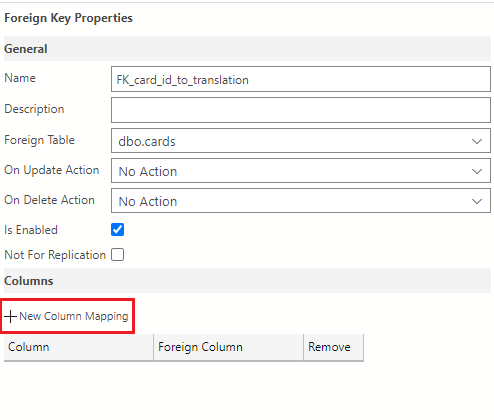 Foreign Key Properties
General
Name FK_card_id_to_translation
Description
Foreign Table dbo.cards
On Update Action No Action
On Delete Action No Action
Is Enabled
Not For Replication
Columns
New Column Mapping
Column Foreign Column Remove